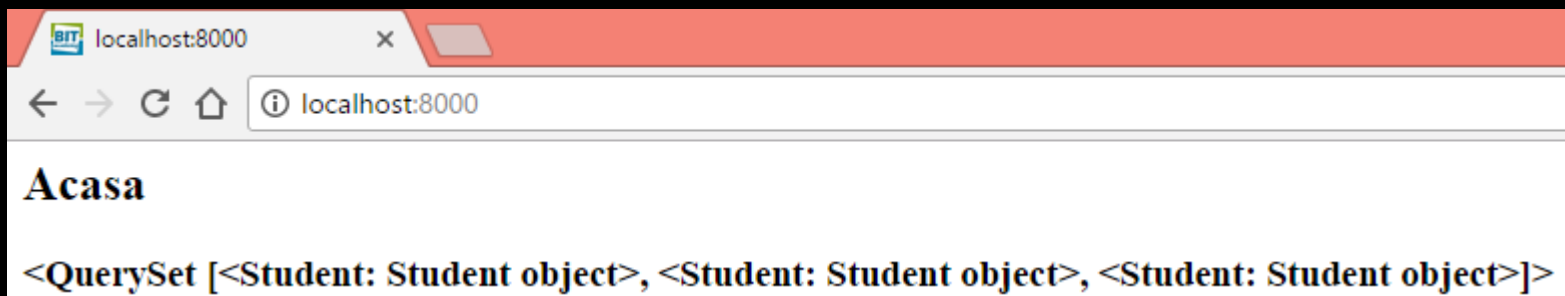 BIT localhost:8000
localhost:8000
Acasa
<QuerySet [<Student: Student object>, <Student: Student object>, <Student: Student object>]>